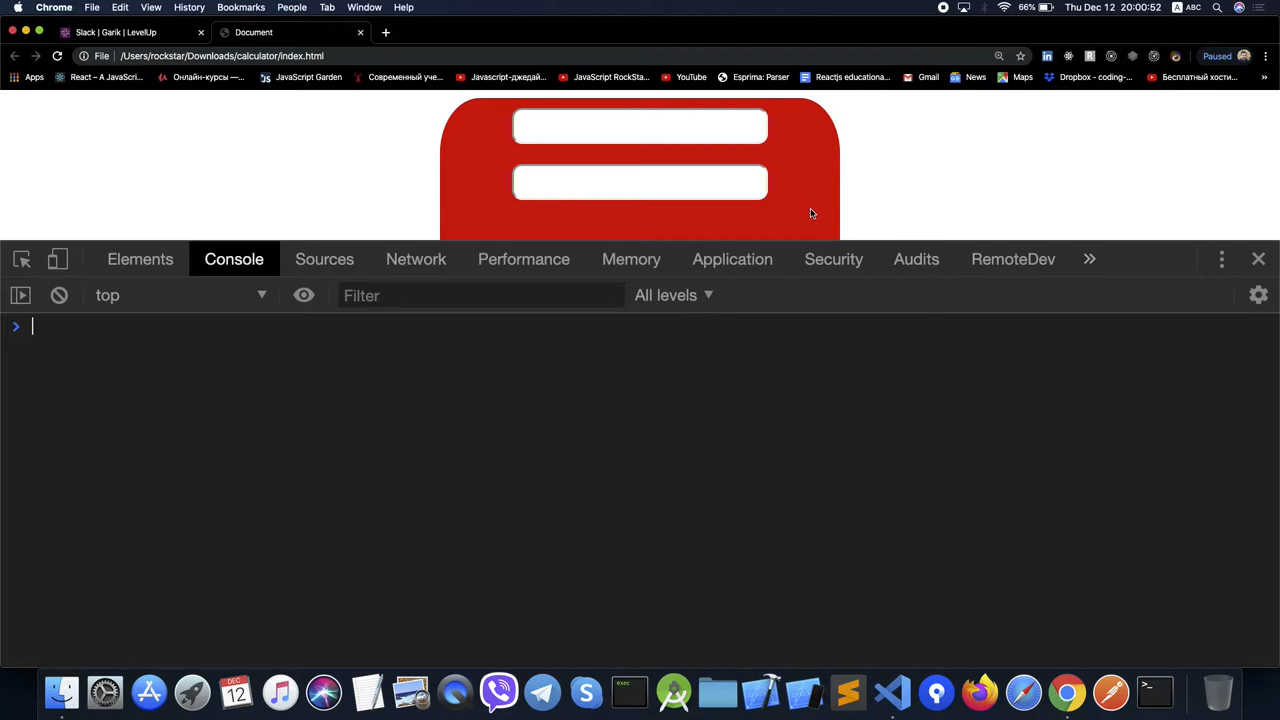 Chrome File Edit View History Bookmarks People Tab Window Help 66% Thu Dec 12 20:00:52 A ABC
Slack | Garik | LevelUp Document
File /Users/rockstar/Downloads/calculator/index.html Paused
Apps React – A JavaScri... Онлайн-курсы —... JavaScript Garden Современный уче... Javascript-джедай... JavaScript RockSta... YouTube Esprima: Parser Reactjs educationa... Gmail News Maps Dropbox - coding-... Бесплатный хости... »
Elements Console Sources Network Performance Memory Application Security Audits RemoteDev »
top Filter All levels
DEC
12
exec